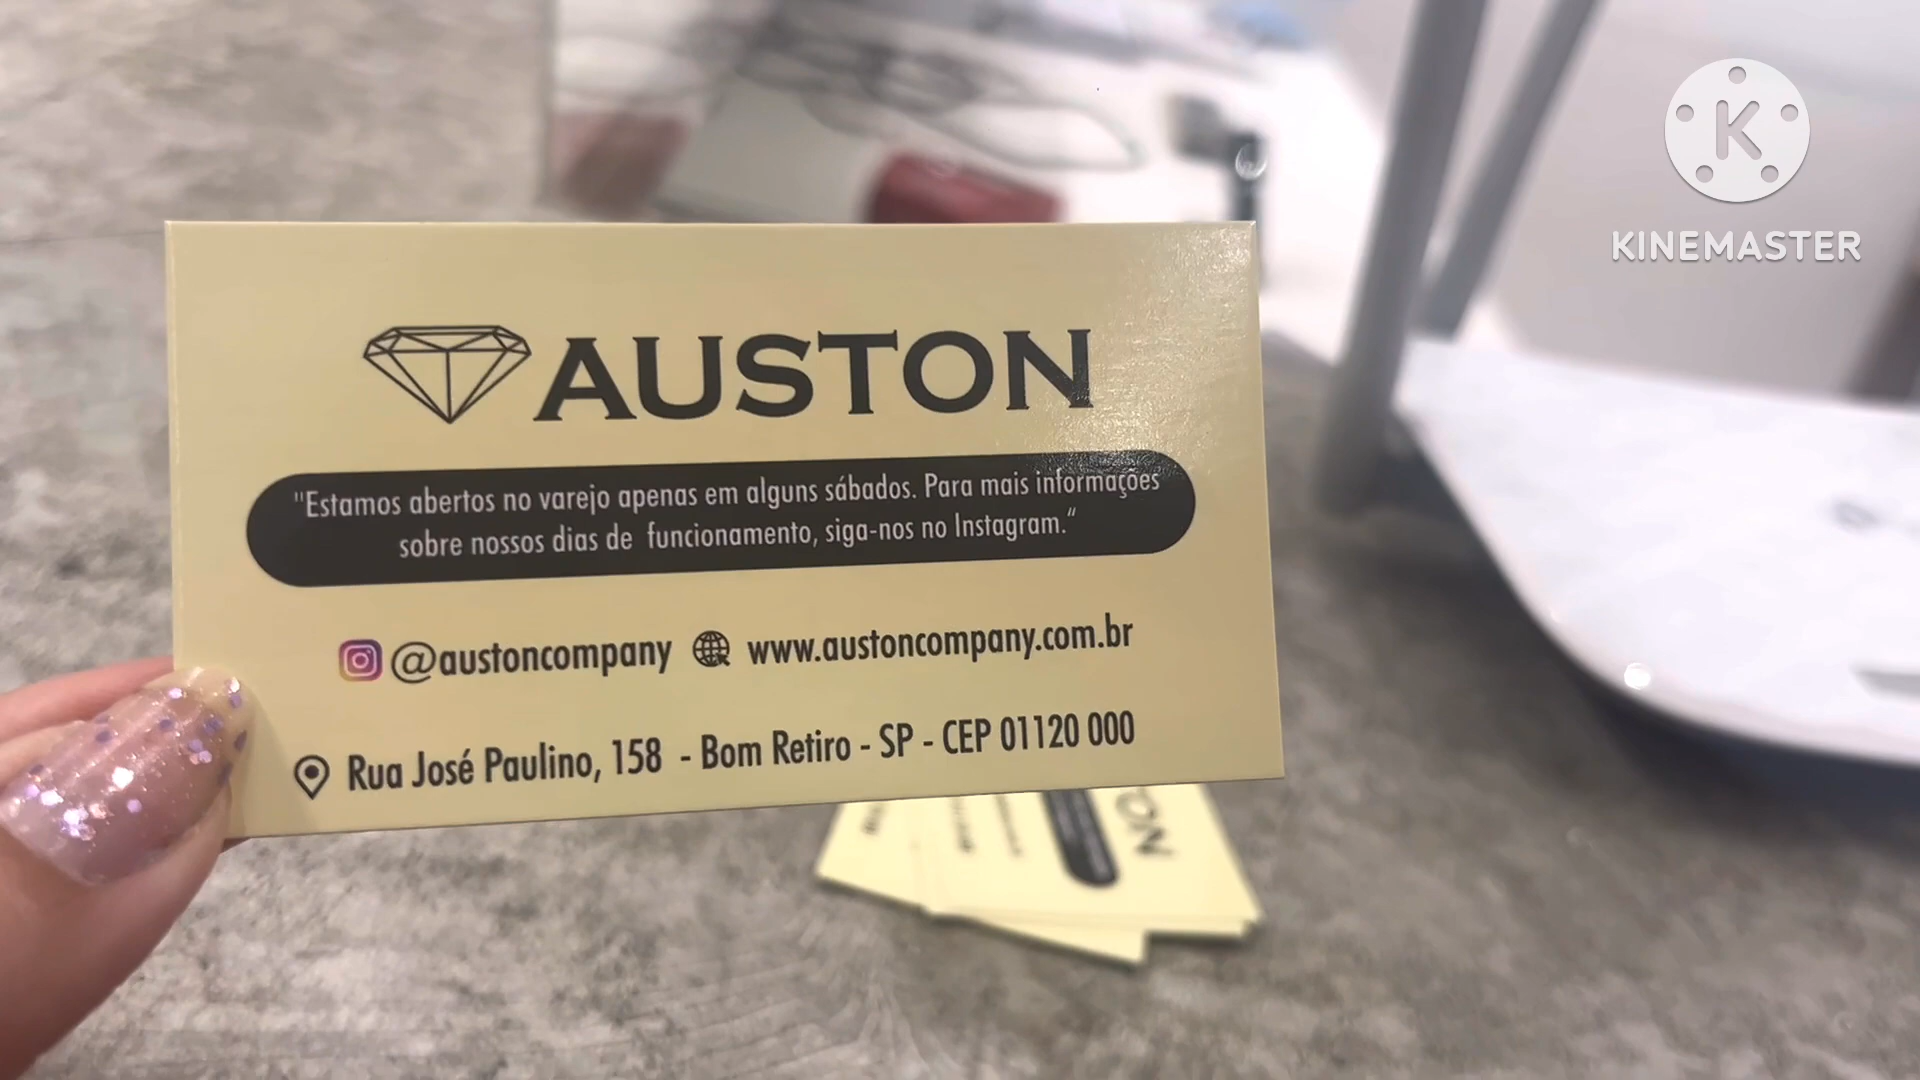 K
KINEMASTER
AUSTON
"Estamos abertos no varejo apenas em alguns sábados. Para mais informações
sobre nossos dias de funcionamento, siga-nos no Instagram."
@austoncompany www.austoncompany.com.br
Rua José Paulino, 158 - Bom Retiro - SP - CEP 01120 000
TON